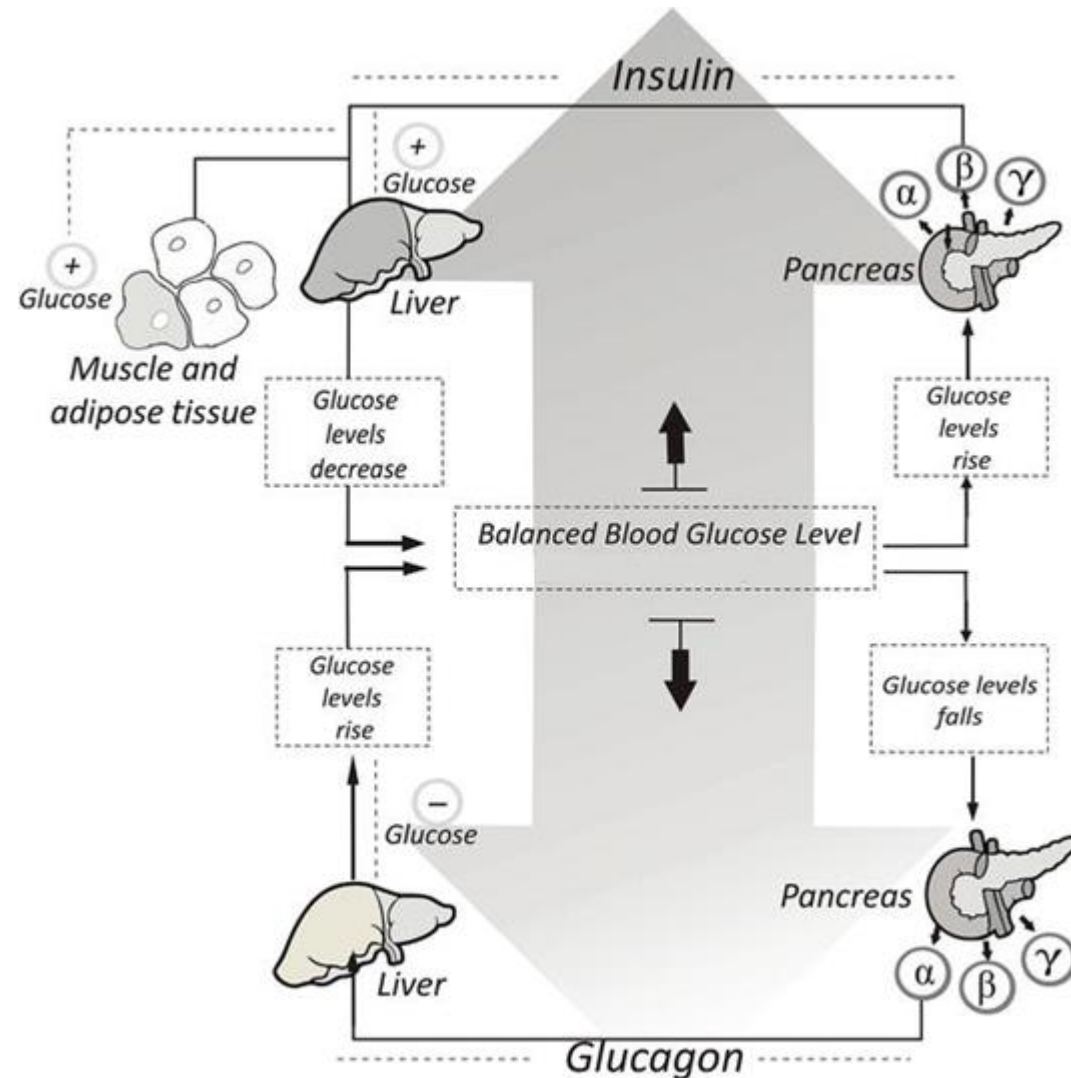 Insulin
+
Glucose
β
α
γ
+
Glucose
Pancreas
Liver
Muscle and
adipose tissue
Glucose
levels
decrease
Glucose
levels
rise
Balanced Blood Glucose Level
Glucose
levels
rise
Glucose levels
falls
−
Glucose
Pancreas
Liver
α
β
γ
Glucagon